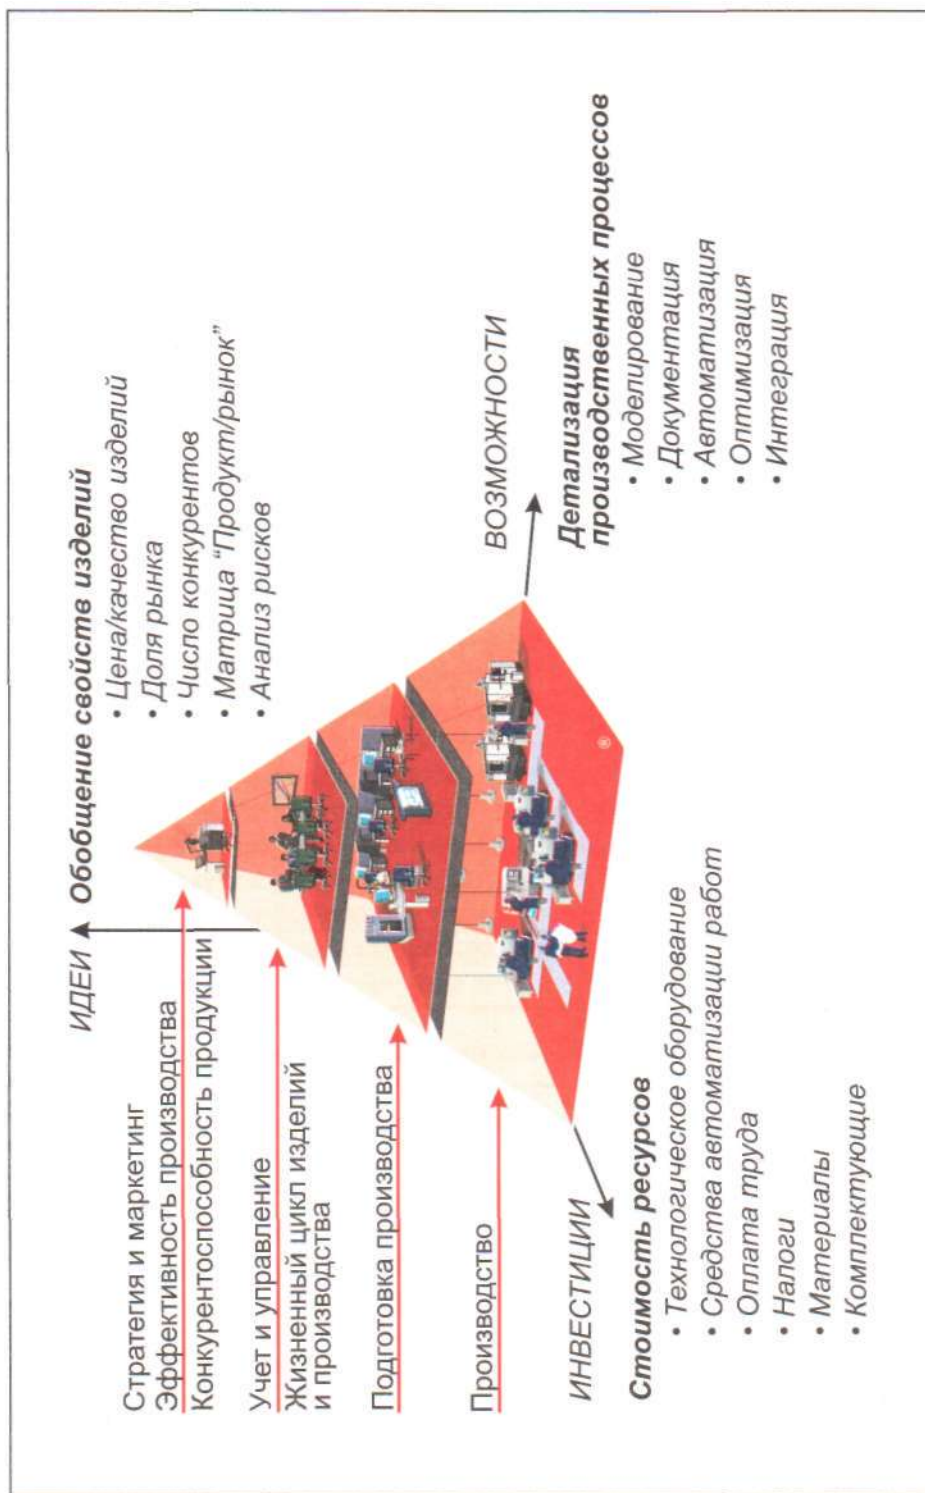 ИДЕИ
Обобщение свойств изделий
• Цена/качество изделий
• Доля рынка
• Число конкурентов
• Матрица “Продукт/рынок”
• Анализ рисков
Стратегия и маркетинг
Эффективность производства
Конкурентоспособность продукции
Учет и управление
Жизненный цикл изделий
и производства
Подготовка производства
Производство
ИНВЕСТИЦИИ
Стоимость ресурсов
• Технологическое оборудование
• Средства автоматизации работ
• Оплата труда
• Налоги
• Материалы
• Комплектующие
ВОЗМОЖНОСТИ
Детализация
производственных процессов
• Моделирование
• Документация
• Автоматизация
• Оптимизация
• Интеграция
®